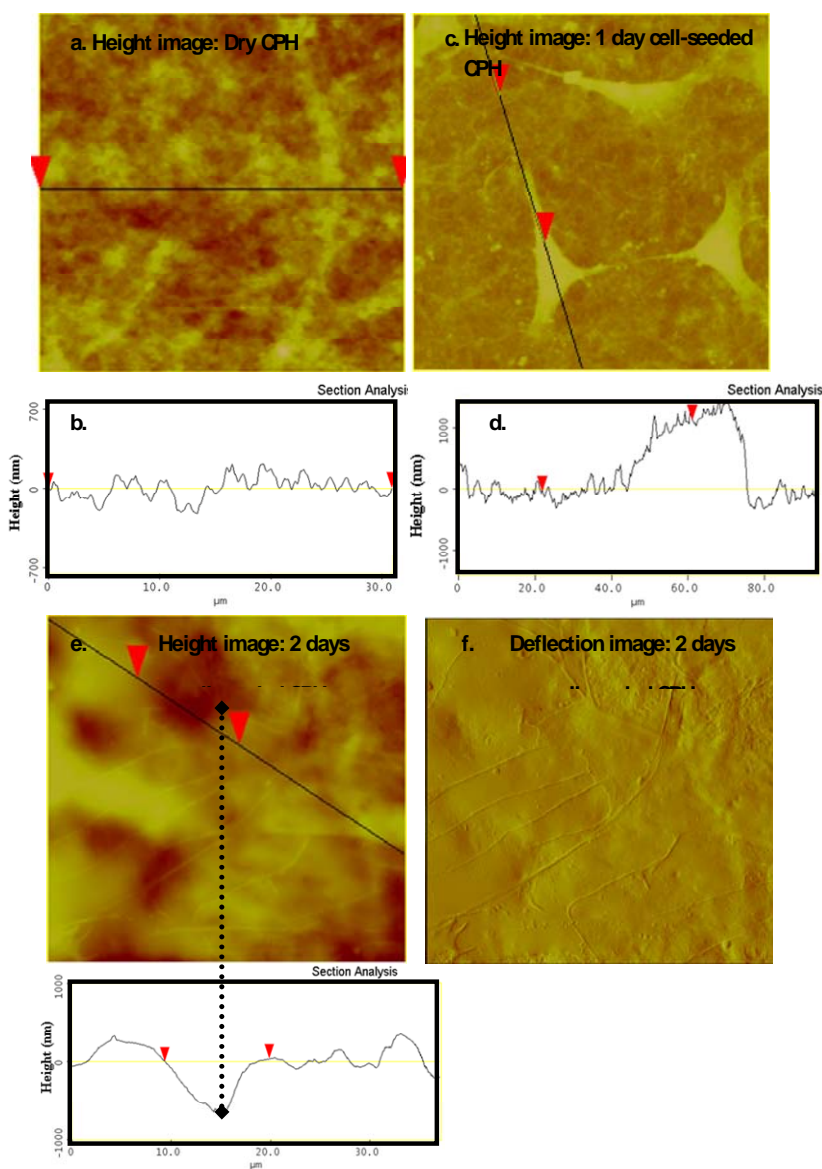 a. Height image: Dry CPH
c. Height image: 1 day cell-seeded
CPH
Section Analysis
b.
Height (nm)
700
0
-700
0
10.0
20.0
30.0
µm
Section Analysis
d.
Height (nm)
1000
0
-1000
0
20.0
40.0
60.0
80.0
µm
e. Height image: 2 days
f. Deflection image: 2 days
Section Analysis
Height (nm)
1000
0
-1000
10.0
20.0
30.0
µm